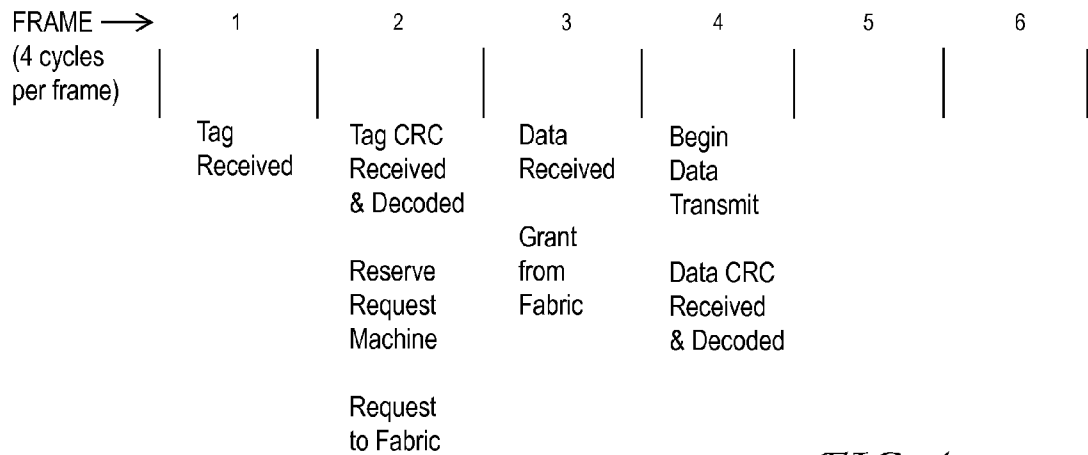 FRAME → 1 2 3 4 5 6
(4 cycles
per frame)
Tag
Received
Tag CRC
Received
& Decoded
Reserve
Request
Machine
Request
to Fabric
Data
Received
Grant
from
Fabric
Begin
Data
Transmit
Data CRC
Received
& Decoded